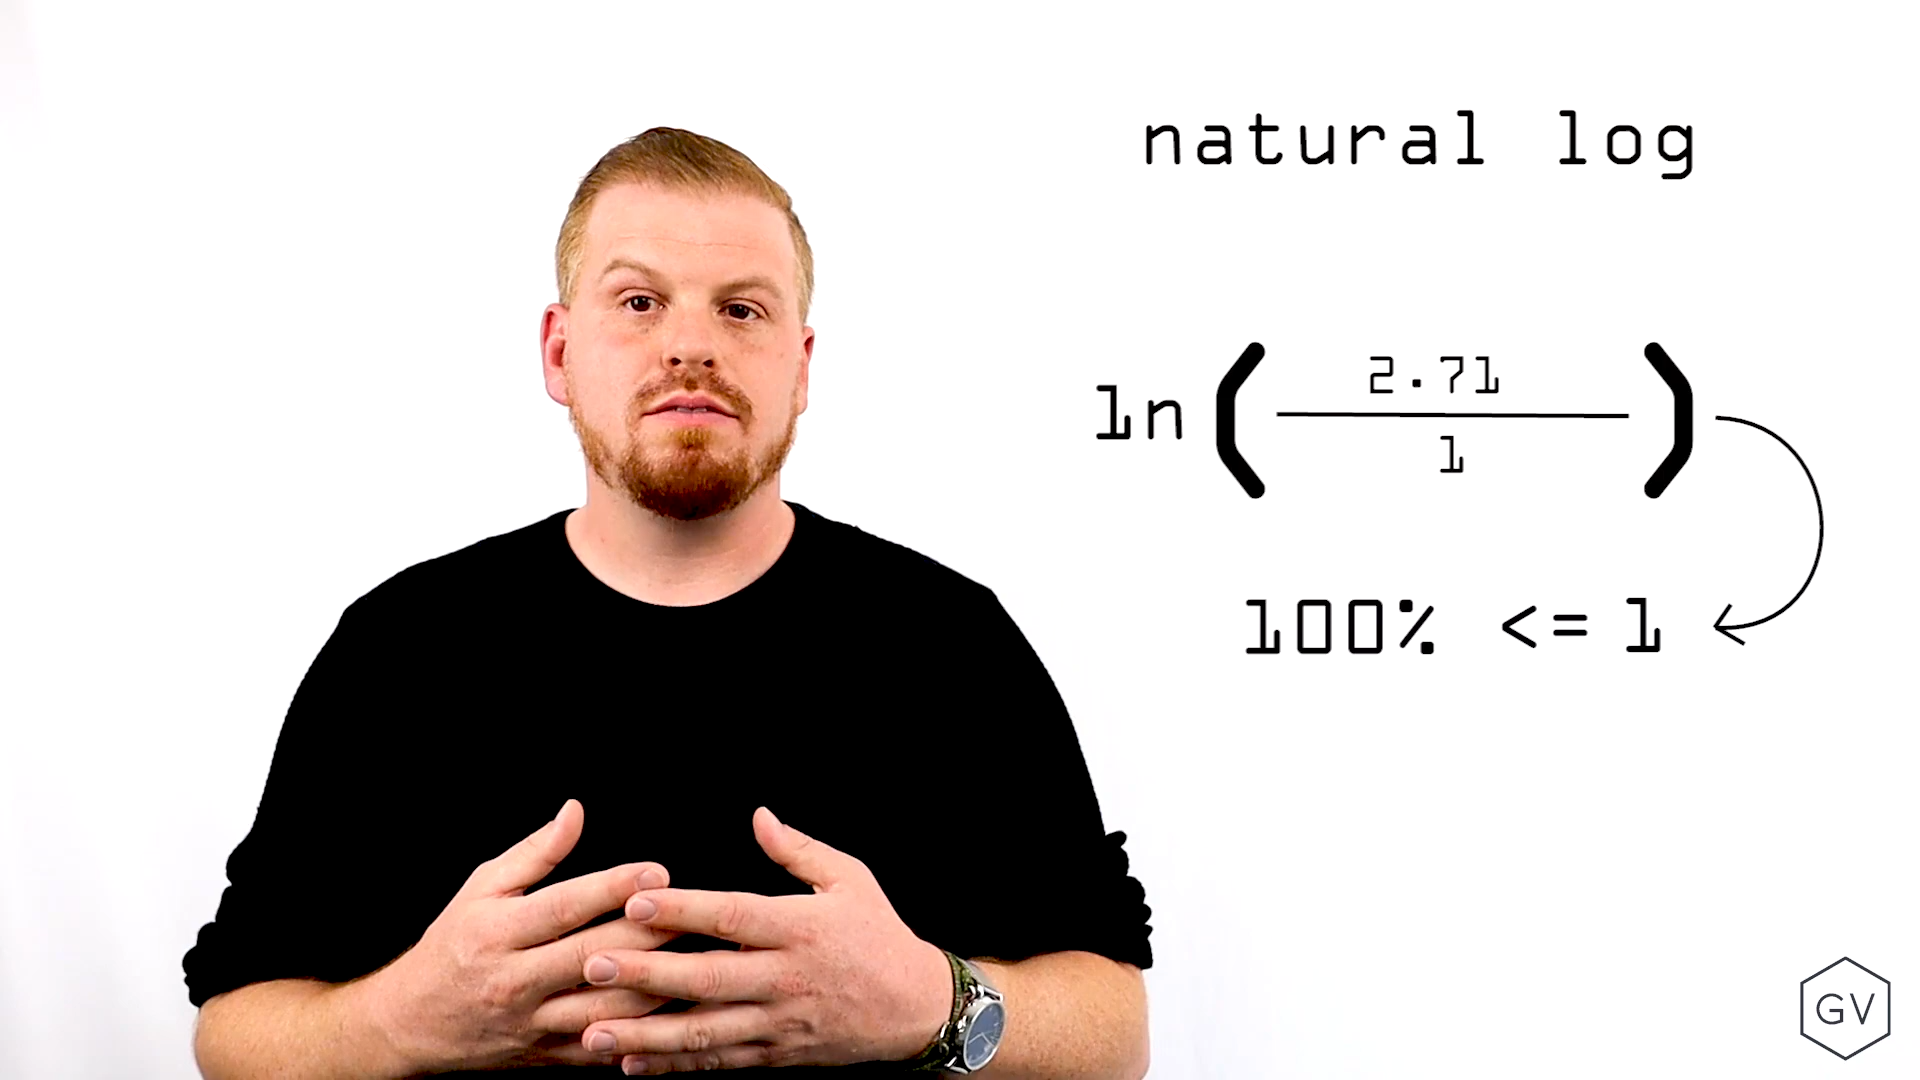 natural log
ln( 2.71
1 )
100% <= 1
GV